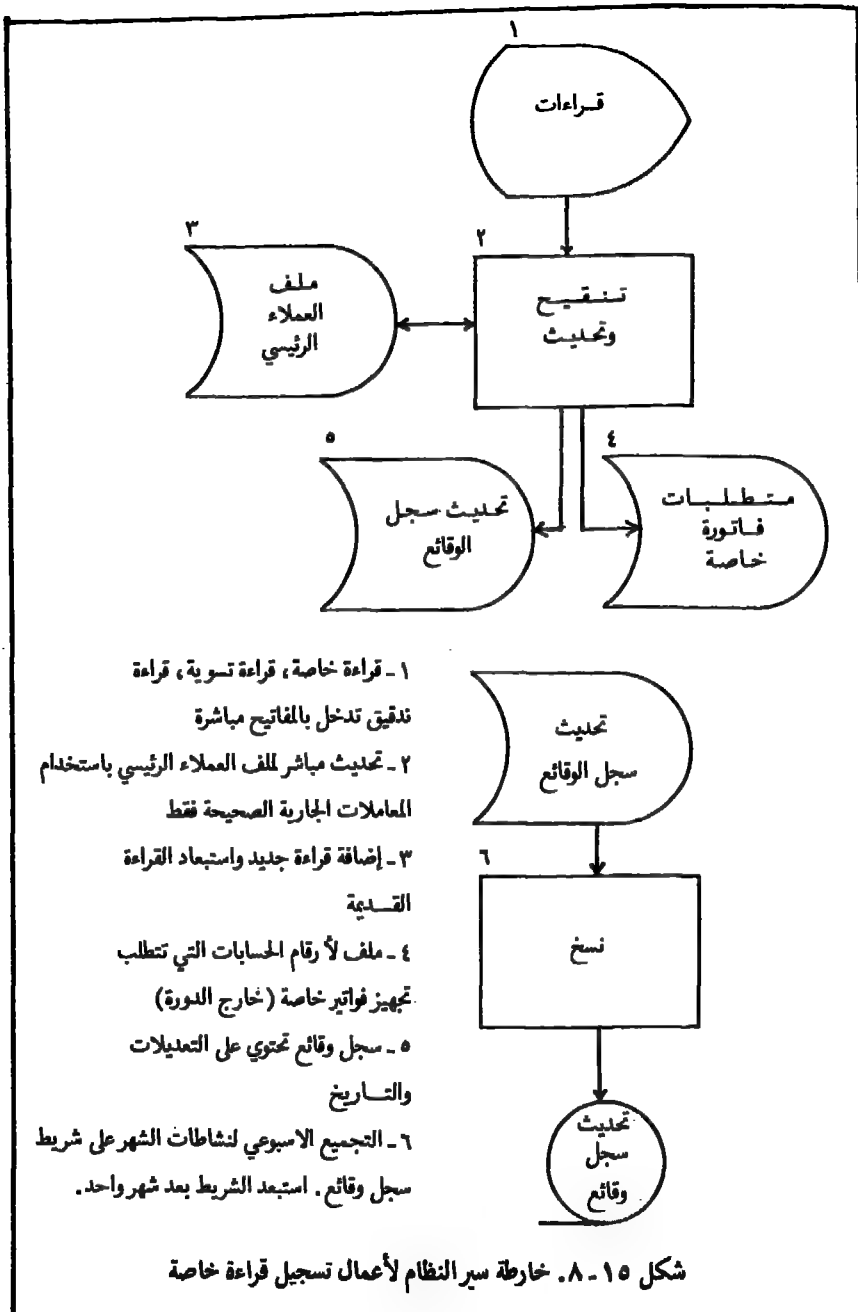 ١
قراءات
٣
ملف
العملاء
الرئيسي
٢
تنقيح
وتحديث
٥
تحديث سجل
الوقائع
٤
متطلبات
فاتورة
خاصة
١ - قراءة خاصة، قراءة تسوية، قراءة
تدقيق تدخل بالمفاتيح مباشرة
٢ - تحديث مباشر لملف العملاء الرئيسي باستخدام
المعاملات الجارية الصحيحة فقط
٣ - إضافة قراءة جديد واستبعاد القراءة
القديمة
٤ - ملف لأرقام الحسابات التي تتطلب
تجهيز فواتير خاصة (خارج الدورة)
٥ - سجل وقائع تحتوي على التعديلات
والتاريخ
٦ - التجميع الاسبوعي لنشاطات الشهر على شريط
سجل وقائع. استبعد الشريط بعد شهر واحد.
تحديث
سجل الوقائع
٦
نسخ
تحديث
سجل
وقائع
شكل ١٥ - ٨. خارطة سير النظام لأعمال تسجيل قراءة خاصة